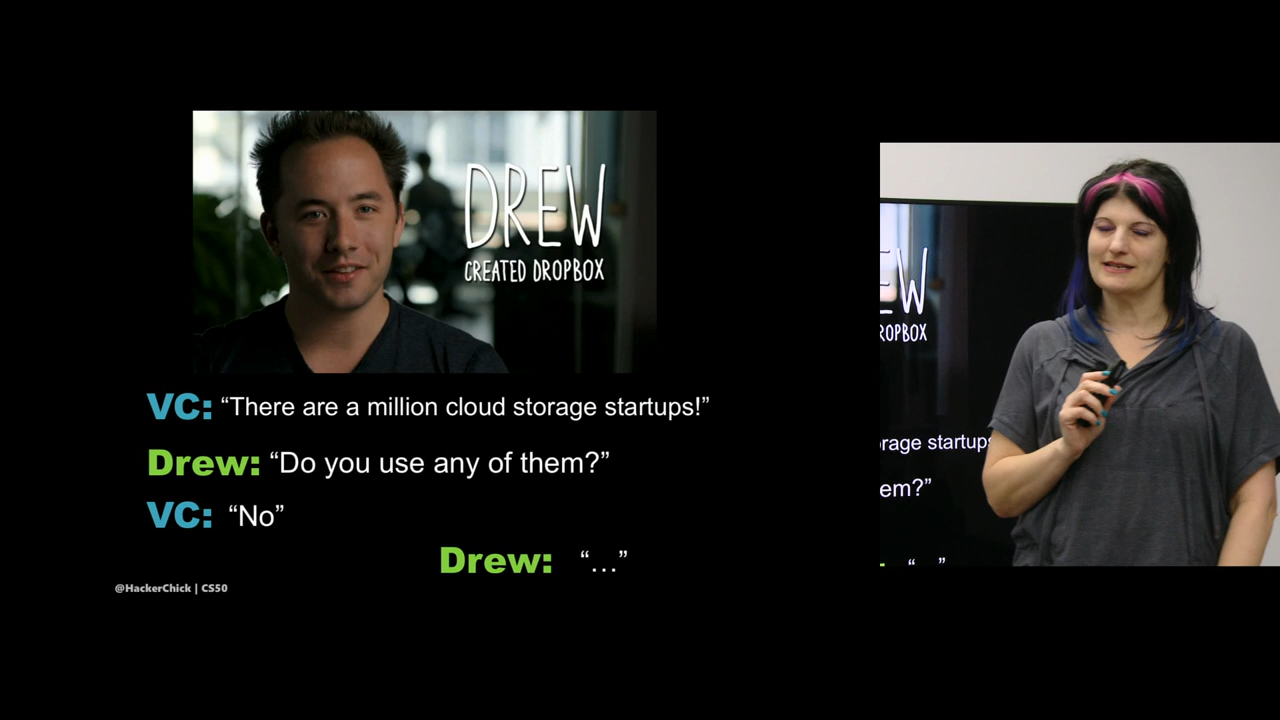 DREW
CREATED DROPBOX
VC: “There are a million cloud storage startups!”
Drew: “Do you use any of them?”
VC: “No”
Drew: “…”
@HackerChick | CS50
EW
ROPBOX
orage startups
em?”
“…”